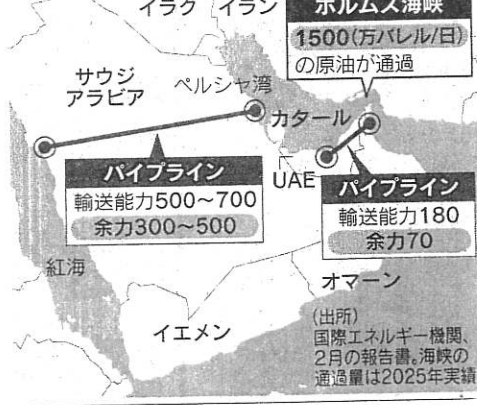 イラク
イラン
ホルムズ海峡
1500(万バレル/日)
の原油が通過
サウジ
アラビア
ペルシャ湾
カタール
パイプライン
輸送能力500~700
余力300~500
UAE
パイプライン
輸送能力180
余力70
紅海
オマーン
イエメン
(出所)
国際エネルギー機関、
2月の報告書。海峡の
通過量は2025年実績